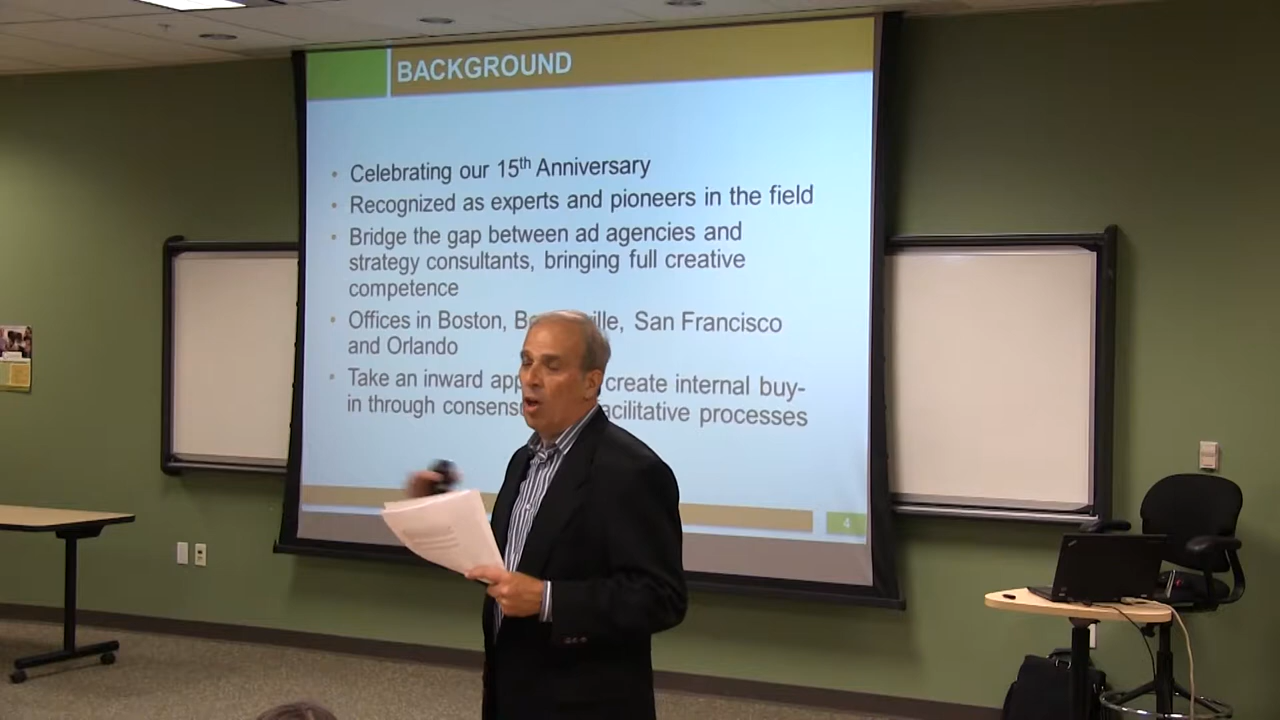 BACKGROUND
• Celebrating our 15th Anniversary
• Recognized as experts and pioneers in the field
• Bridge the gap between ad agencies and
strategy consultants, bringing full creative
competence
• Offices in Boston, San Francisco
and Orlando
• Take an inward create internal buy-
in through processes
4